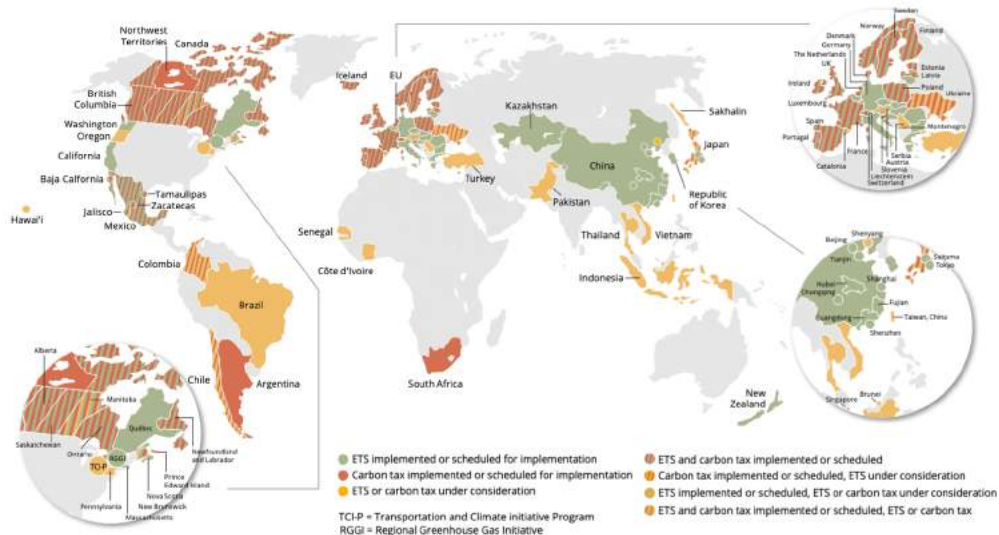 Northwest
Territories
Canada
British
Columbia
Washington
Oregon
California
Baja Calfornia
Hawai'i
Jalisco
Mexico
Tamaulipas
Zacatecas
Colombia
Brazil
Chile
Argentina
Iceland
EU
Kazakhstan
China
Turkey
Pakistan
Senegal
Côte d'Ivoire
South Africa
Thailand
Vietnam
Indonesia
Sakhalin
Japan
Republic
of Korea
New
Zealand
Sweden
Norway
Finland
Denmark
Germany
The Netherlands
UK
Ireland
Luxembourg
Spain
Portugal
Catalonia
France
Estonia
Latvia
Poland
Ukraine
Montenegro
Serbia
Austria
Slovenia
Liechtenstein
Switzerland
Beijing
Shenyang
Tianjin
Saitama
Tokyo
Hubei
Chongqing
Shanghai
Fujian
Guangdong
Taiwan, China
Shenzhen
Singapore
Brunei
Alberta
Manitoba
Québec
Saskatchewan
Ontario
TCI-P
RGGI
Newfoundland
and Labrador
Prince
Edward Island
Nova Scotia
New Brunswick
Pennsylvania
Massachusetts
ETS implemented or scheduled for implementation
Carbon tax implemented or scheduled for implementation
ETS or carbon tax under consideration
TCI-P = Transportation and Climate initiative Program
RGGI = Regional Greenhouse Gas Initiative
ETS and carbon tax implemented or scheduled
Carbon tax implemented or scheduled, ETS under consideration
ETS implemented or scheduled, ETS or carbon tax under consideration
ETS and carbon tax implemented or scheduled, ETS or carbon tax